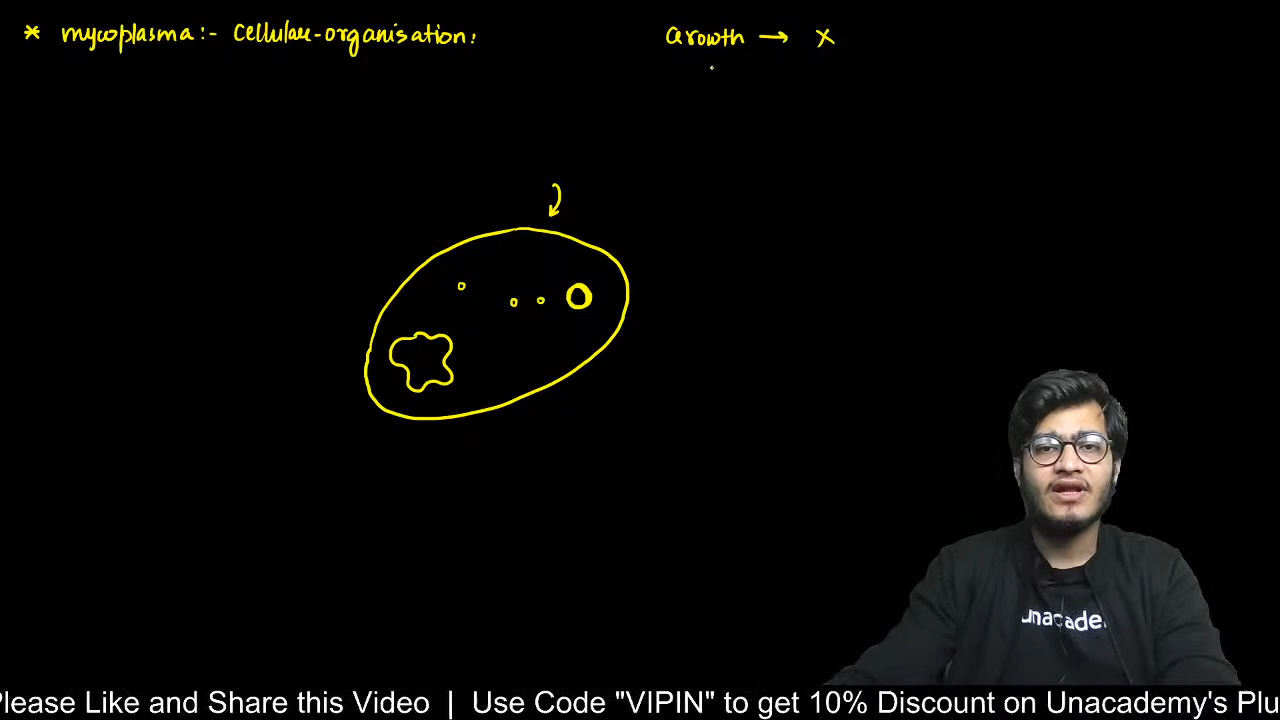 * mycoplasma :- Cellular-organisation:
Growth → x
unacade
Please Like and Share this Video | Use Code "VIPIN" to get 10% Discount on Unacademy's Plu